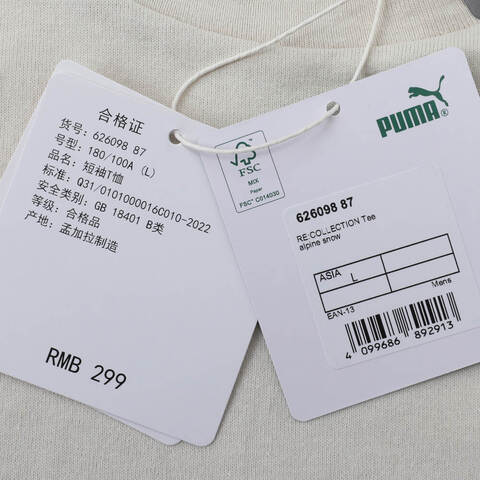 合格证
货号: 626098 87
号型: 180/100A (L)
品名: 短袖T恤
标准: Q31/0101000016C010-2022
安全类别: GB 18401 B类
等级: 合格品
产地: 孟加拉制造
RMB 299
FSC
MIX
Paper
FSC® C014030
PUMA®
626098 87
RE:COLLECTION Tee
alpine snow
ASIA L
Mens
EAN-13
4 099686 892913